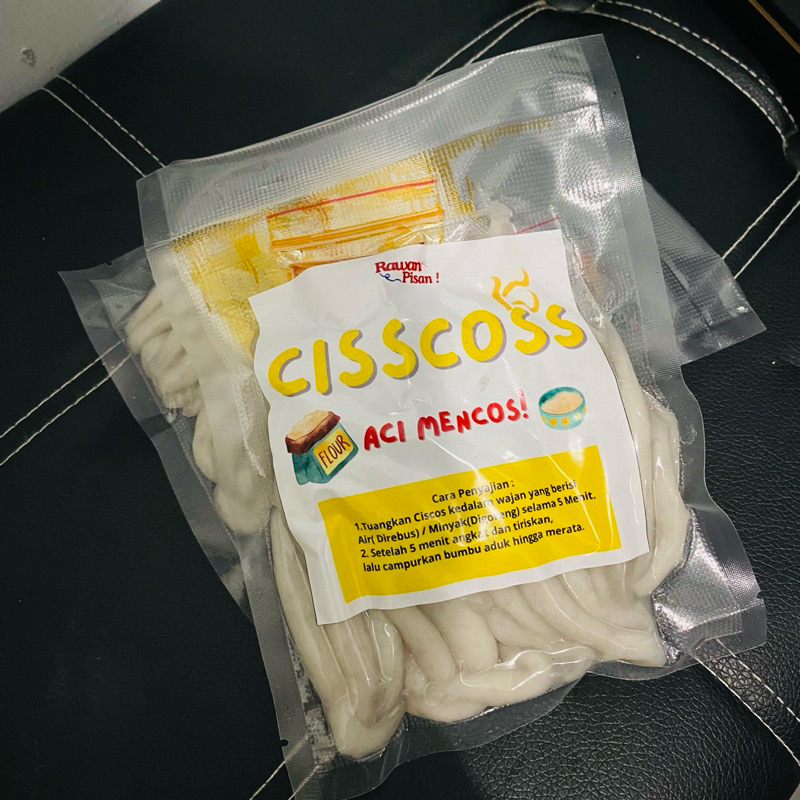 Rawan
Pisan !
CISSCOSS
ACI MENCOS!
FLOUR
Cara Penyajian :
1.Tuangkan Ciscos kedalam wajan yang berisi
Air( Direbus) / Minyak(Digoreng) selama 5 Menit.
2. Setelah 5 menit angkat dan tiriskan,
lalu campurkan bumbu aduk hingga merata.